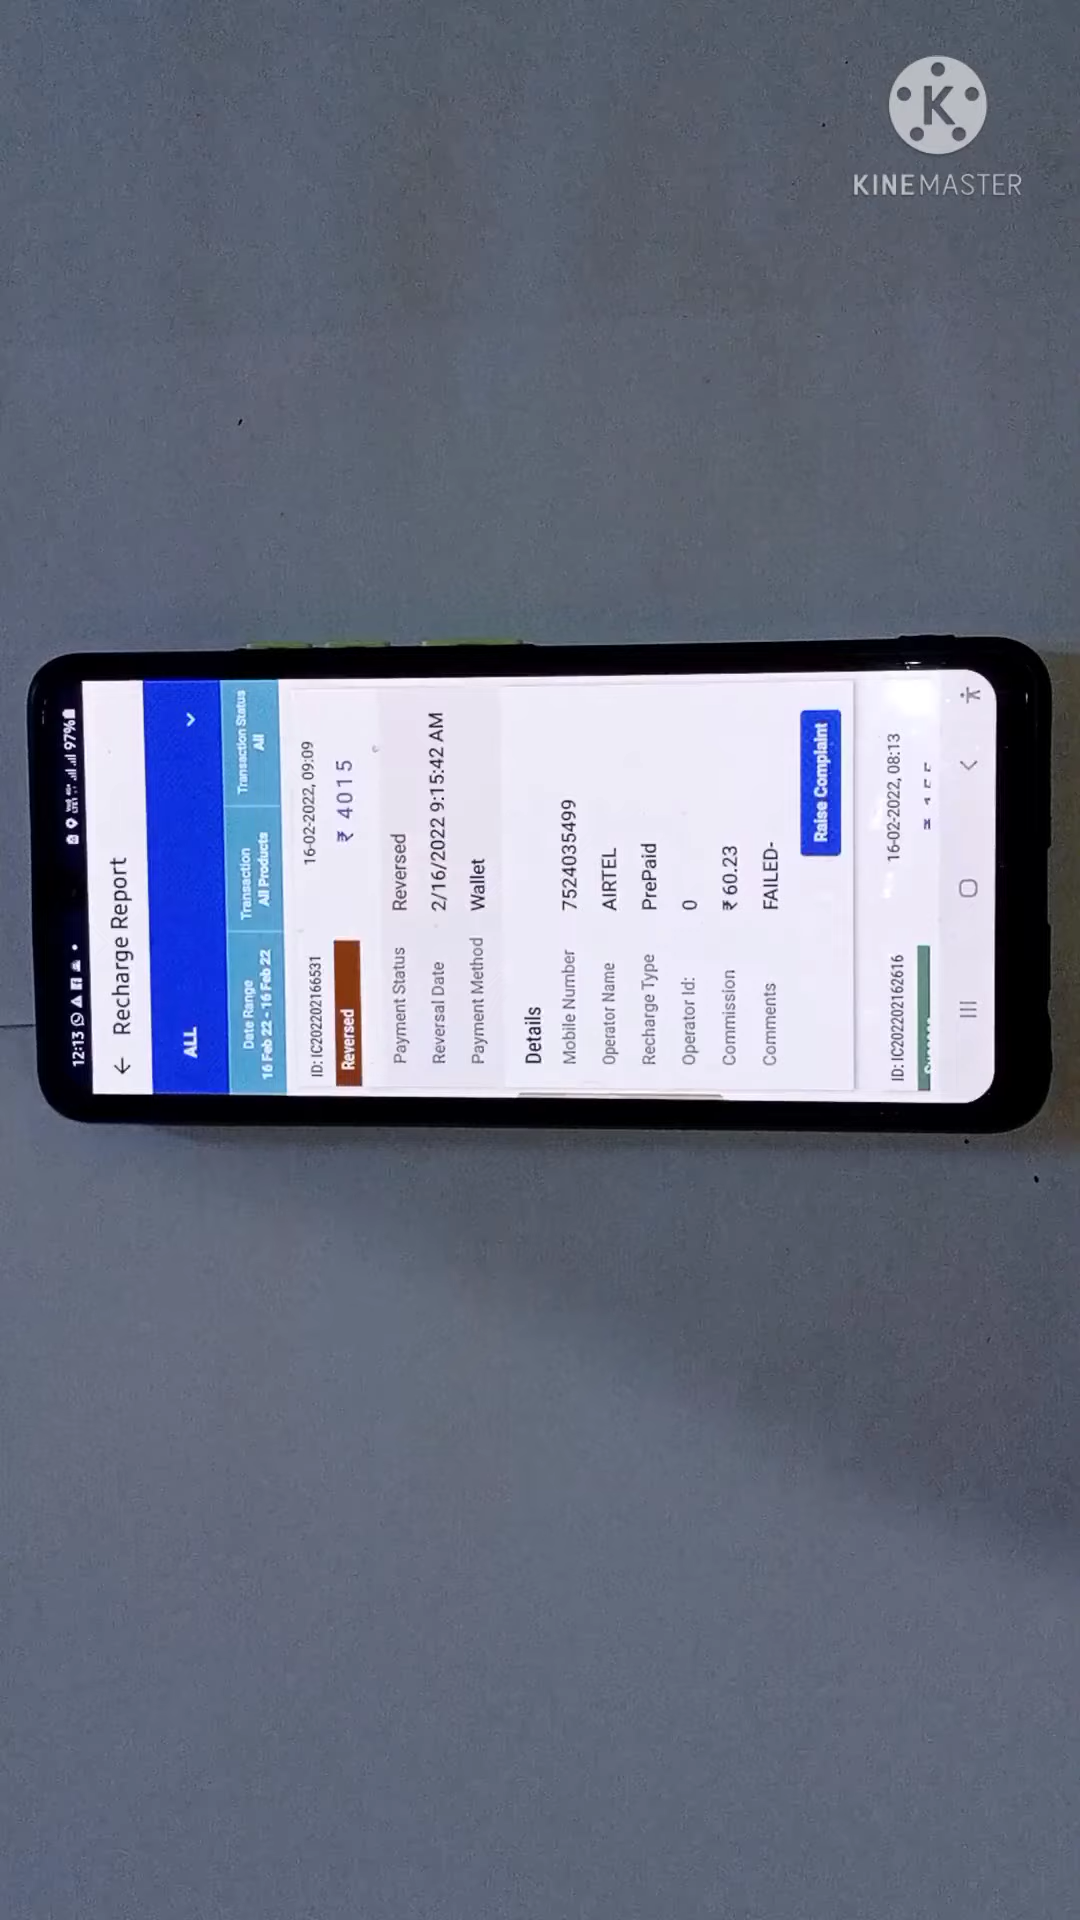 KINEMASTER
12:13
97%
← Recharge Report
ALL
Date Range
16 Feb 22 - 16 Feb 22
Transaction
All Products
Transaction Status
All
ID: IC202202166531 16-02-2022, 09:09
Reversed ₹ 4015
Payment Status Reversed
Reversal Date 2/16/2022 9:15:42 AM
Payment Method Wallet
Details
Mobile Number 7524035499
Operator Name AIRTEL
Recharge Type PrePaid
Operator Id: 0
Commission ₹ 60.23
Comments FAILED-
Raise Complaint
ID: IC202202162616 16-02-2022, 08:13